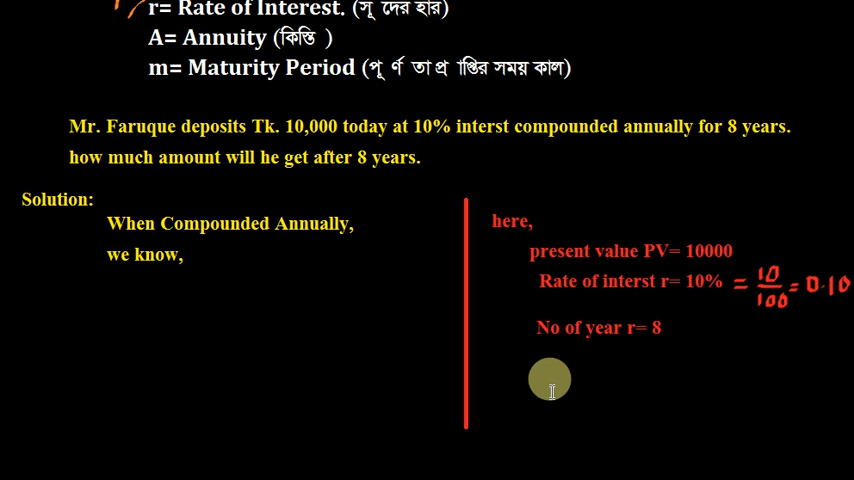 r= Rate of Interest. (সূদের হার)
A= Annuity (কিস্তি )
m= Maturity Period (পূর্ণ তা প্রাপ্তির সময় কাল)
Mr. Faruque deposits Tk. 10,000 today at 10% interst compounded annually for 8 years.
how much amount will he get after 8 years.
Solution:
When Compounded Annually,
we know,
here,
present value PV= 10000
Rate of interst r= 10% = 10/100 = 0.10
No of year r= 8